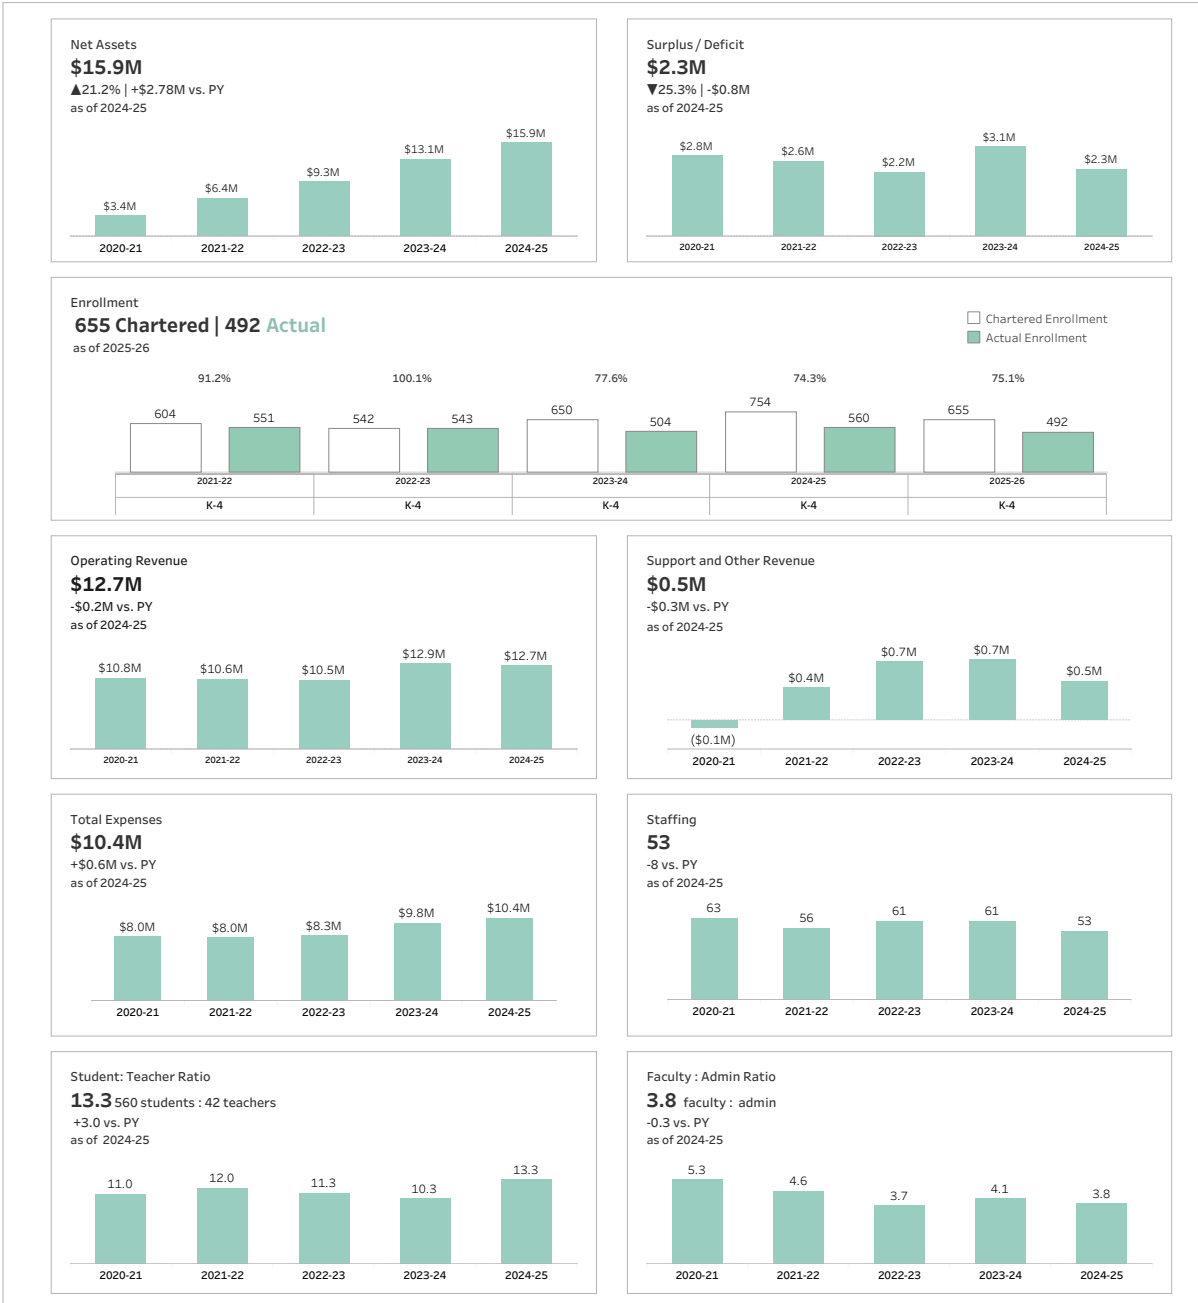 Net Assets
$15.9M
▲21.2% | +$2.78M vs. PY
as of 2024-25
$3.4M
$6.4M
$9.3M
$13.1M
$15.9M
2020-21
2021-22
2022-23
2023-24
2024-25
Surplus / Deficit
$2.3M
▼25.3% | -$0.8M
as of 2024-25
$2.8M
$2.6M
$2.2M
$3.1M
$2.3M
2020-21
2021-22
2022-23
2023-24
2024-25
Enrollment
655 Chartered | 492 Actual
as of 2025-26
Chartered Enrollment
Actual Enrollment
91.2%
100.1%
77.6%
74.3%
75.1%
604
551
542
543
650
504
754
560
655
492
2021-22
2022-23
2023-24
2024-25
2025-26
K-4
K-4
K-4
K-4
K-4
Operating Revenue
$12.7M
-$0.2M vs. PY
as of 2024-25
$10.8M
$10.6M
$10.5M
$12.9M
$12.7M
2020-21
2021-22
2022-23
2023-24
2024-25
Support and Other Revenue
$0.5M
-$0.3M vs. PY
as of 2024-25
($0.1M)
$0.4M
$0.7M
$0.7M
$0.5M
2020-21
2021-22
2022-23
2023-24
2024-25
Total Expenses
$10.4M
+$0.6M vs. PY
as of 2024-25
$8.0M
$8.0M
$8.3M
$9.8M
$10.4M
2020-21
2021-22
2022-23
2023-24
2024-25
Staffing
53
-8 vs. PY
as of 2024-25
63
56
61
61
53
2020-21
2021-22
2022-23
2023-24
2024-25
Student: Teacher Ratio
13.3 560 students : 42 teachers
+3.0 vs. PY
as of 2024-25
11.0
12.0
11.3
10.3
13.3
2020-21
2021-22
2022-23
2023-24
2024-25
Faculty : Admin Ratio
3.8 faculty : admin
-0.3 vs. PY
as of 2024-25
5.3
4.6
3.7
4.1
3.8
2020-21
2021-22
2022-23
2023-24
2024-25